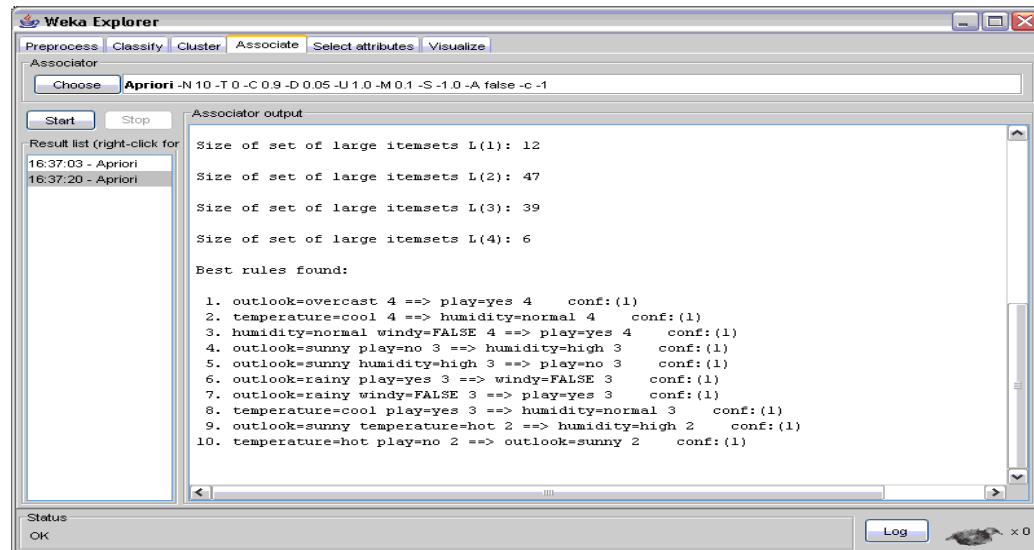 Weka Explorer
Preprocess Classify Cluster Associate Select attributes Visualize
Associator
Choose Apriori -N 10 -T 0 -C 0.9 -D 0.05 -U 1.0 -M 0.1 -S -1.0 -A false -c -1
Start Stop
Result list (right-click for
16:37:03 - Apriori
16:37:20 - Apriori
Associator output
Size of set of large itemsets L(1): 12
Size of set of large itemsets L(2): 47
Size of set of large itemsets L(3): 39
Size of set of large itemsets L(4): 6
Best rules found:
1. outlook=overcast 4 ==> play=yes 4 conf:(1)
2. temperature=cool 4 ==> humidity=normal 4 conf:(1)
3. humidity=normal windy=FALSE 4 ==> play=yes 4 conf:(1)
4. outlook=sunny play=no 3 ==> humidity=high 3 conf:(1)
5. outlook=sunny humidity=high 3 ==> play=no 3 conf:(1)
6. outlook=rainy play=yes 3 ==> windy=FALSE 3 conf:(1)
7. outlook=rainy windy=FALSE 3 ==> play=yes 3 conf:(1)
8. temperature=cool play=yes 3 ==> humidity=normal 3 conf:(1)
9. outlook=sunny temperature=hot 2 ==> humidity=high 2 conf:(1)
10. temperature=hot play=no 2 ==> outlook=sunny 2 conf:(1)
Status
OK
Log
x 0